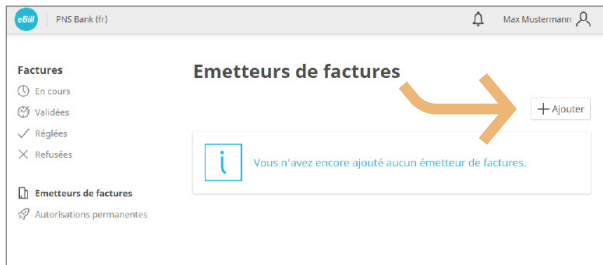 eBill PNS Bank (fr) Max Mustermann
Factures
En cours
Validées
Réglées
Refusées
Emetteurs de factures
Autorisations permanentes
Emetteurs de factures
Ajouter
Vous n'avez encore ajouté aucun émetteur de factures.